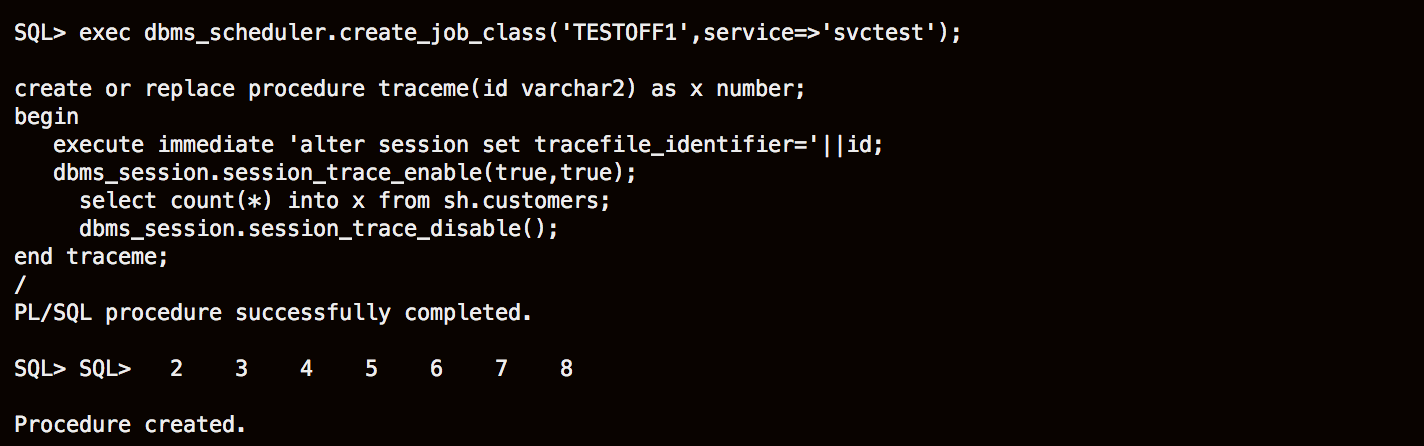 SQL> exec dbms_scheduler.create_job_class('TESTOFF1',service=>'svctest');
create or replace procedure traceme(id varchar2) as x number;
begin
   execute immediate 'alter session set tracefile_identifier='||id;
   dbms_session.session_trace_enable(true,true);
     select count(*) into x from sh.customers;
     dbms_session.session_trace_disable();
end traceme;
/
PL/SQL procedure successfully completed.
SQL> SQL>   2    3    4    5    6    7    8
Procedure created.